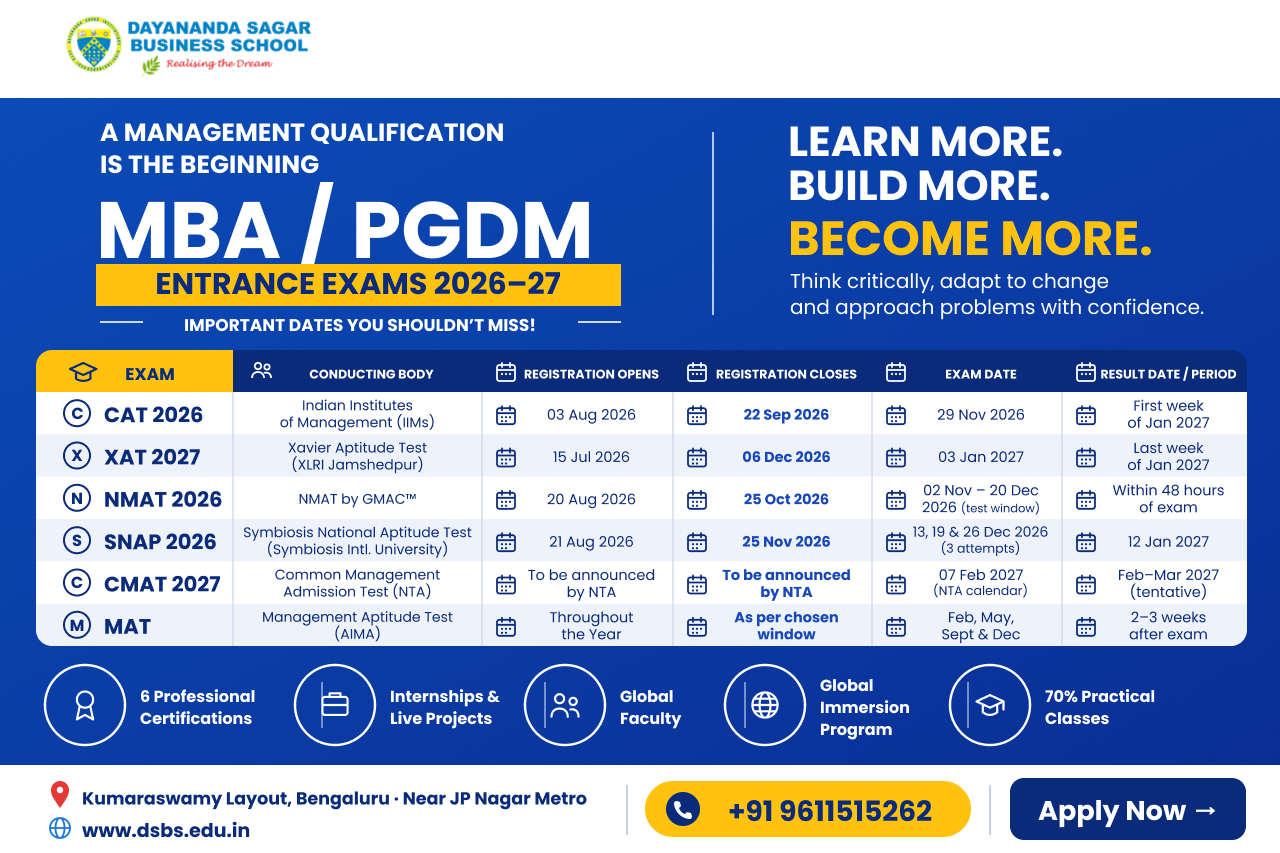 DAYANANDA SAGAR
BUSINESS SCHOOL
Realising the Dream
A MANAGEMENT QUALIFICATION
IS THE BEGINNING
MBA / PGDM
ENTRANCE EXAMS 2026–27
IMPORTANT DATES YOU SHOULDN'T MISS!
LEARN MORE.
BUILD MORE.
BECOME MORE.
Think critically, adapt to change
and approach problems with confidence.
EXAM CONDUCTING BODY REGISTRATION OPENS REGISTRATION CLOSES EXAM DATE RESULT DATE / PERIOD
C CAT 2026 Indian Institutes of Management (IIMs) 03 Aug 2026 22 Sep 2026 29 Nov 2026 First week of Jan 2027
X XAT 2027 Xavier Aptitude Test (XLRI Jamshedpur) 15 Jul 2026 06 Dec 2026 03 Jan 2027 Last week of Jan 2027
N NMAT 2026 NMAT by GMAC™ 20 Aug 2026 25 Oct 2026 02 Nov – 20 Dec 2026 (test window) Within 48 hours of exam
S SNAP 2026 Symbiosis National Aptitude Test (Symbiosis Intl. University) 21 Aug 2026 25 Nov 2026 13, 19 & 26 Dec 2026 (3 attempts) 12 Jan 2027
C CMAT 2027 Common Management Admission Test (NTA) To be announced by NTA To be announced by NTA 07 Feb 2027 (NTA calendar) Feb–Mar 2027 (tentative)
M MAT Management Aptitude Test (AIMA) Throughout the Year As per chosen window Feb, May, Sept & Dec 2–3 weeks after exam
6 Professional
Certifications
Internships &
Live Projects
Global
Faculty
Global
Immersion
Program
70% Practical
Classes
Kumaraswamy Layout, Bengaluru · Near JP Nagar Metro
www.dsbs.edu.in
+91 9611515262
Apply Now →